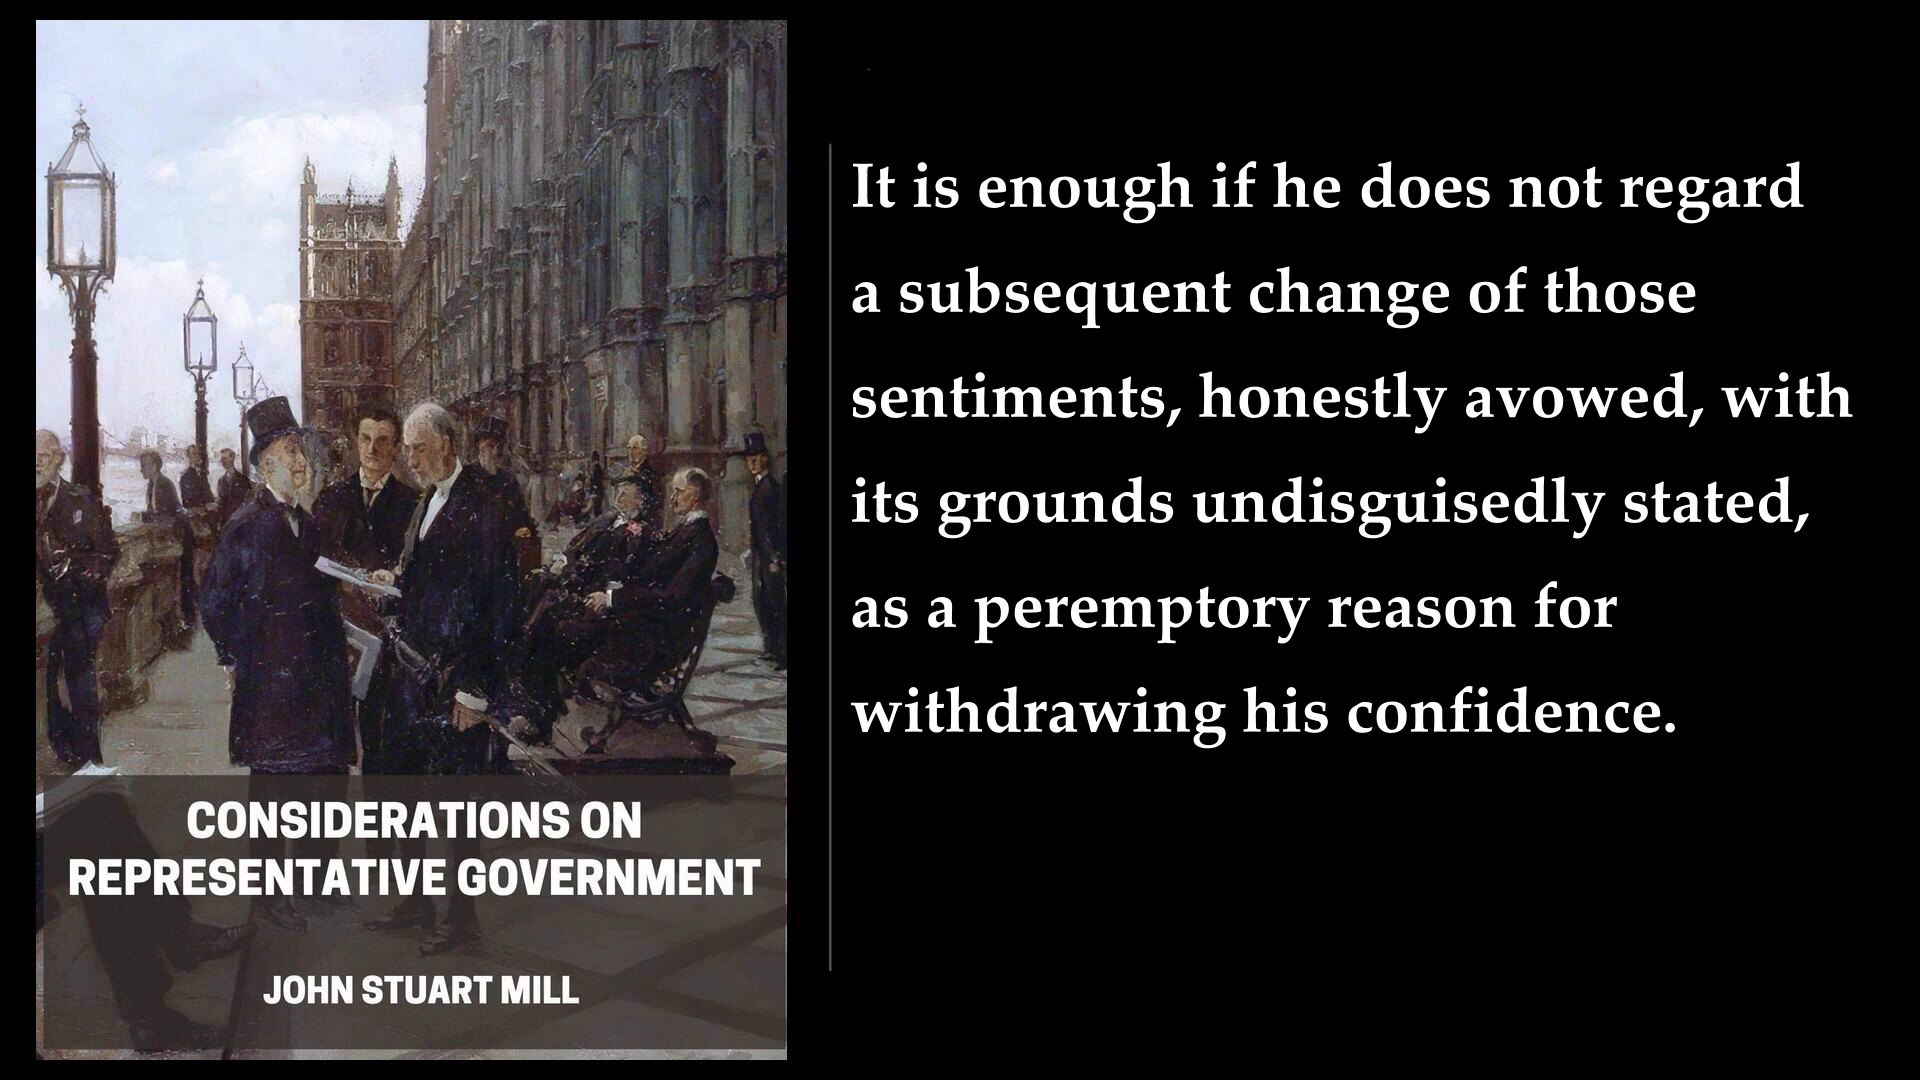 It is enough if he does not regard
a subsequent change of those
sentiments, honestly avowed, with
its grounds undisguisedly stated,
as a peremptory reason for
withdrawing his confidence.
CONSIDERATIONS ON
REPRESENTATIVE GOVERNMENT
JOHN STUART MILL